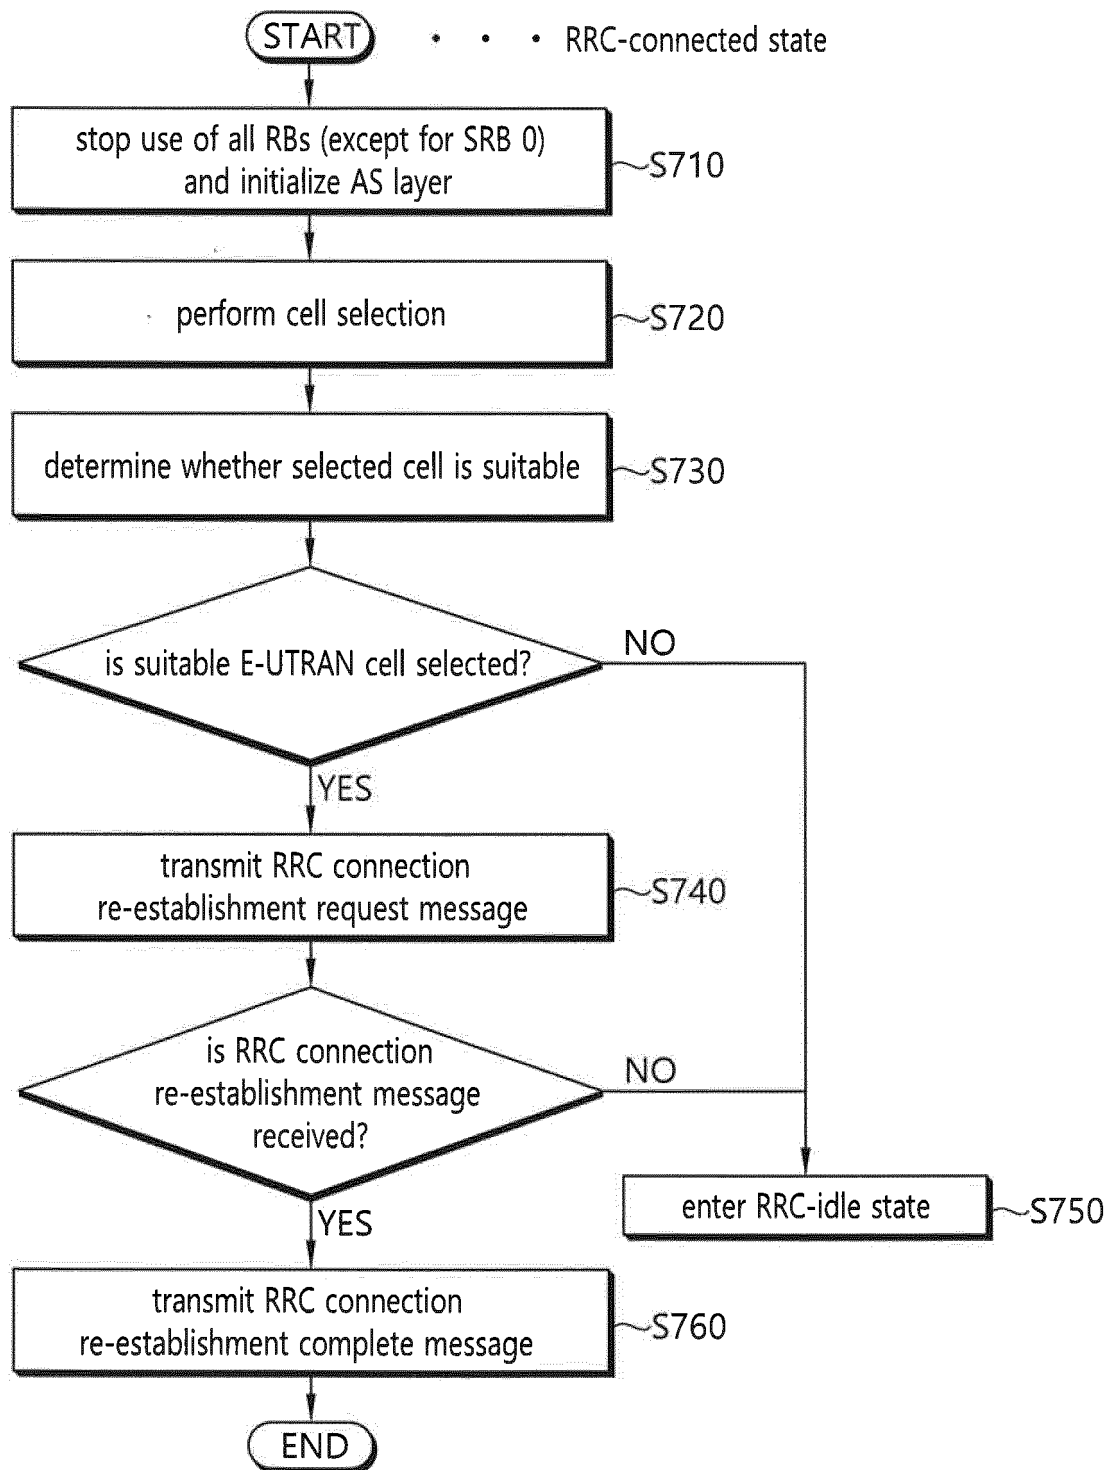 START · · · RRC-connected state
stop use of all RBs (except for SRB 0)
and initialize AS layer
S710
perform cell selection
S720
determine whether selected cell is suitable
S730
is suitable E-UTRAN cell selected?
NO
YES
transmit RRC connection
re-establishment request message
S740
is RRC connection
re-establishment message
received?
NO
YES
enter RRC-idle state
S750
transmit RRC connection
re-establishment complete message
S760
END